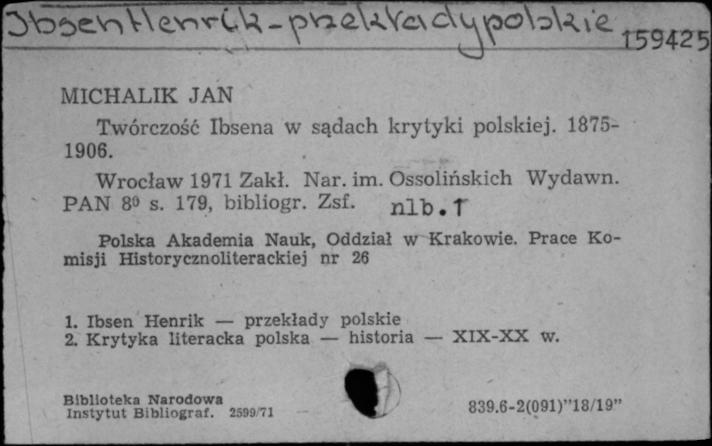 Ibsen Henrik - przekłady polskie
159425
MICHALIK JAN
Twórczość Ibsena w sądach krytyki polskiej. 1875-
1906.
Wrocław 1971 Zakł. Nar. im. Ossolińskich Wydawn.
PAN 8⁰ s. 179, bibliogr. Zsf. nlb. 1
Polska Akademia Nauk, Oddział w Krakowie. Prace Ko-
misji Historycznoliterackiej nr 26
1. Ibsen Henrik — przekłady polskie
2. Krytyka literacka polska — historia — XIX-XX w.
Biblioteka Narodowa
Instytut Bibliograf. 2599/71
839.6-2(091)"18/19"